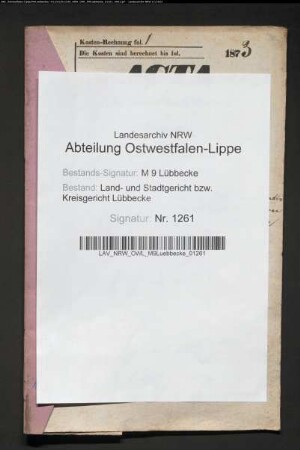 Kosten-Rechnung fol. 1
Die Kosten sind berechnet bis fol.
1873
ACTA
Landesarchiv NRW
Abteilung Ostwestfalen-Lippe
Bestands-Signatur: M 9 Lübbecke
Bestand: Land- und Stadtgericht bzw.
Kreisgericht Lübbecke
Signatur: Nr. 1261
LAV_NRW_OWL_M9Luebbecke_01261